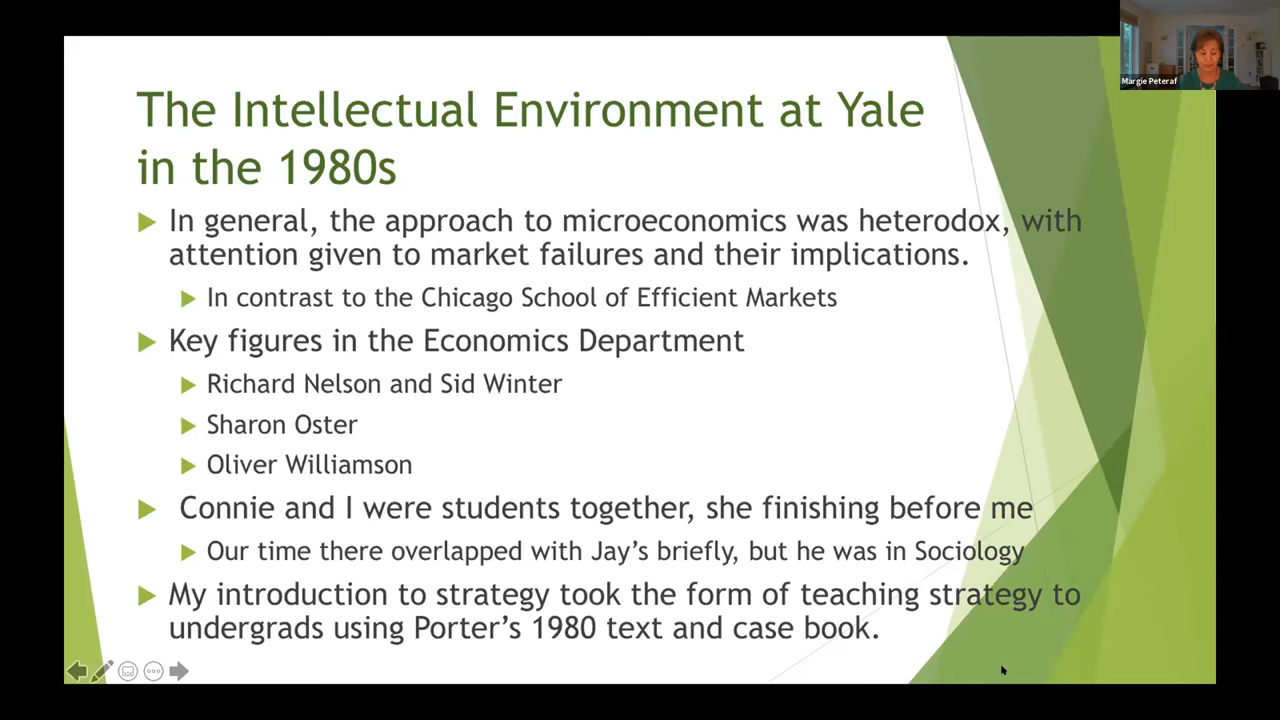 Margie Peteraf
The Intellectual Environment at Yale
in the 1980s
In general, the approach to microeconomics was heterodox, with
attention given to market failures and their implications.
In contrast to the Chicago School of Efficient Markets
Key figures in the Economics Department
Richard Nelson and Sid Winter
Sharon Oster
Oliver Williamson
Connie and I were students together, she finishing before me
Our time there overlapped with Jay’s briefly, but he was in Sociology
My introduction to strategy took the form of teaching strategy to
undergrads using Porter’s 1980 text and case book.